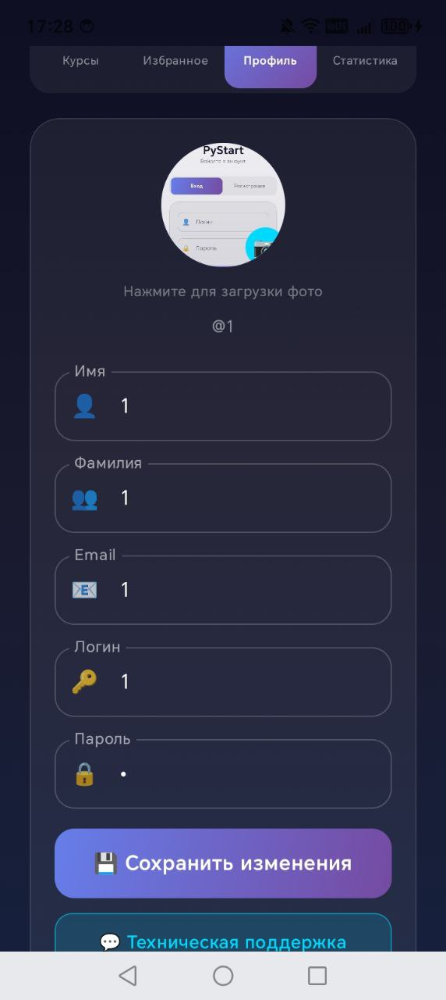 17:28
100
Курсы Избранное Профиль Статистика
PyStart
Войдите в аккаунт
Вход Регистрация
Логин
Пароль
Нажмите для загрузки фото
@1
Имя
1
Фамилия
1
Email
1
Логин
1
Пароль
•
Сохранить изменения
Техническая поддержка